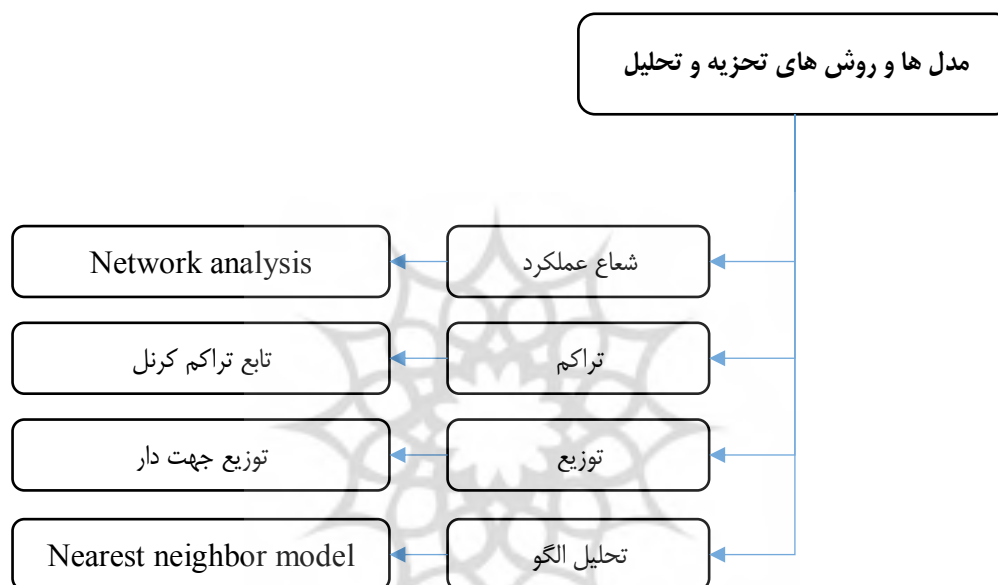 مدل ها و روش های تحزیه و تحلیل
شعاع عملکرد
Network analysis
تراکم
تابع تراکم کرنل
توزیع
توزیع جهت دار
تحلیل الگو
Nearest neighbor model